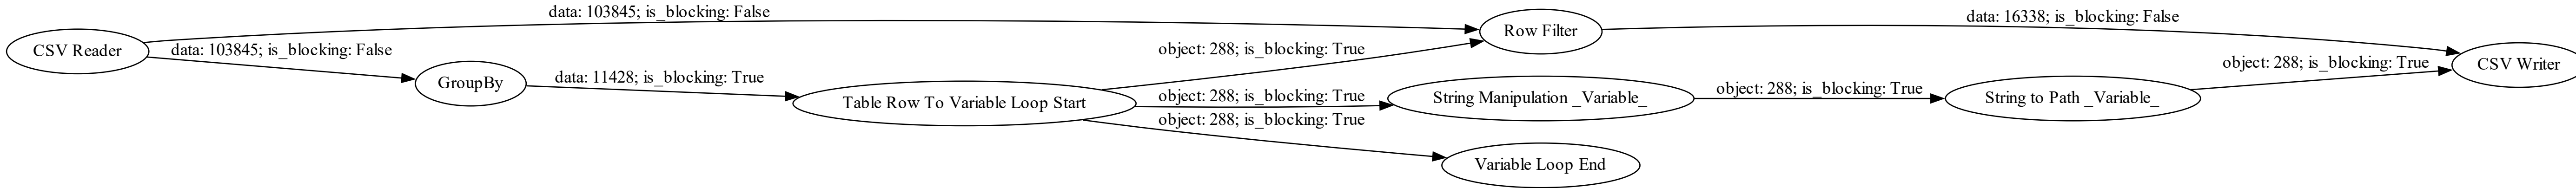 data: 103845; is_blocking: False
data: 16338; is_blocking: False
CSV Reader
Row Filter
data: 103845; is_blocking: False
object: 288; is_blocking: True
object: 288; is_blocking: True
CSV Writer
GroupBy
data: 11428; is_blocking: True
Table Row To Variable Loop Start
object: 288; is_blocking: True
String Manipulation _Variable_
object: 288; is_blocking: True
String to Path _Variable_
object: 288; is_blocking: True
Variable Loop End